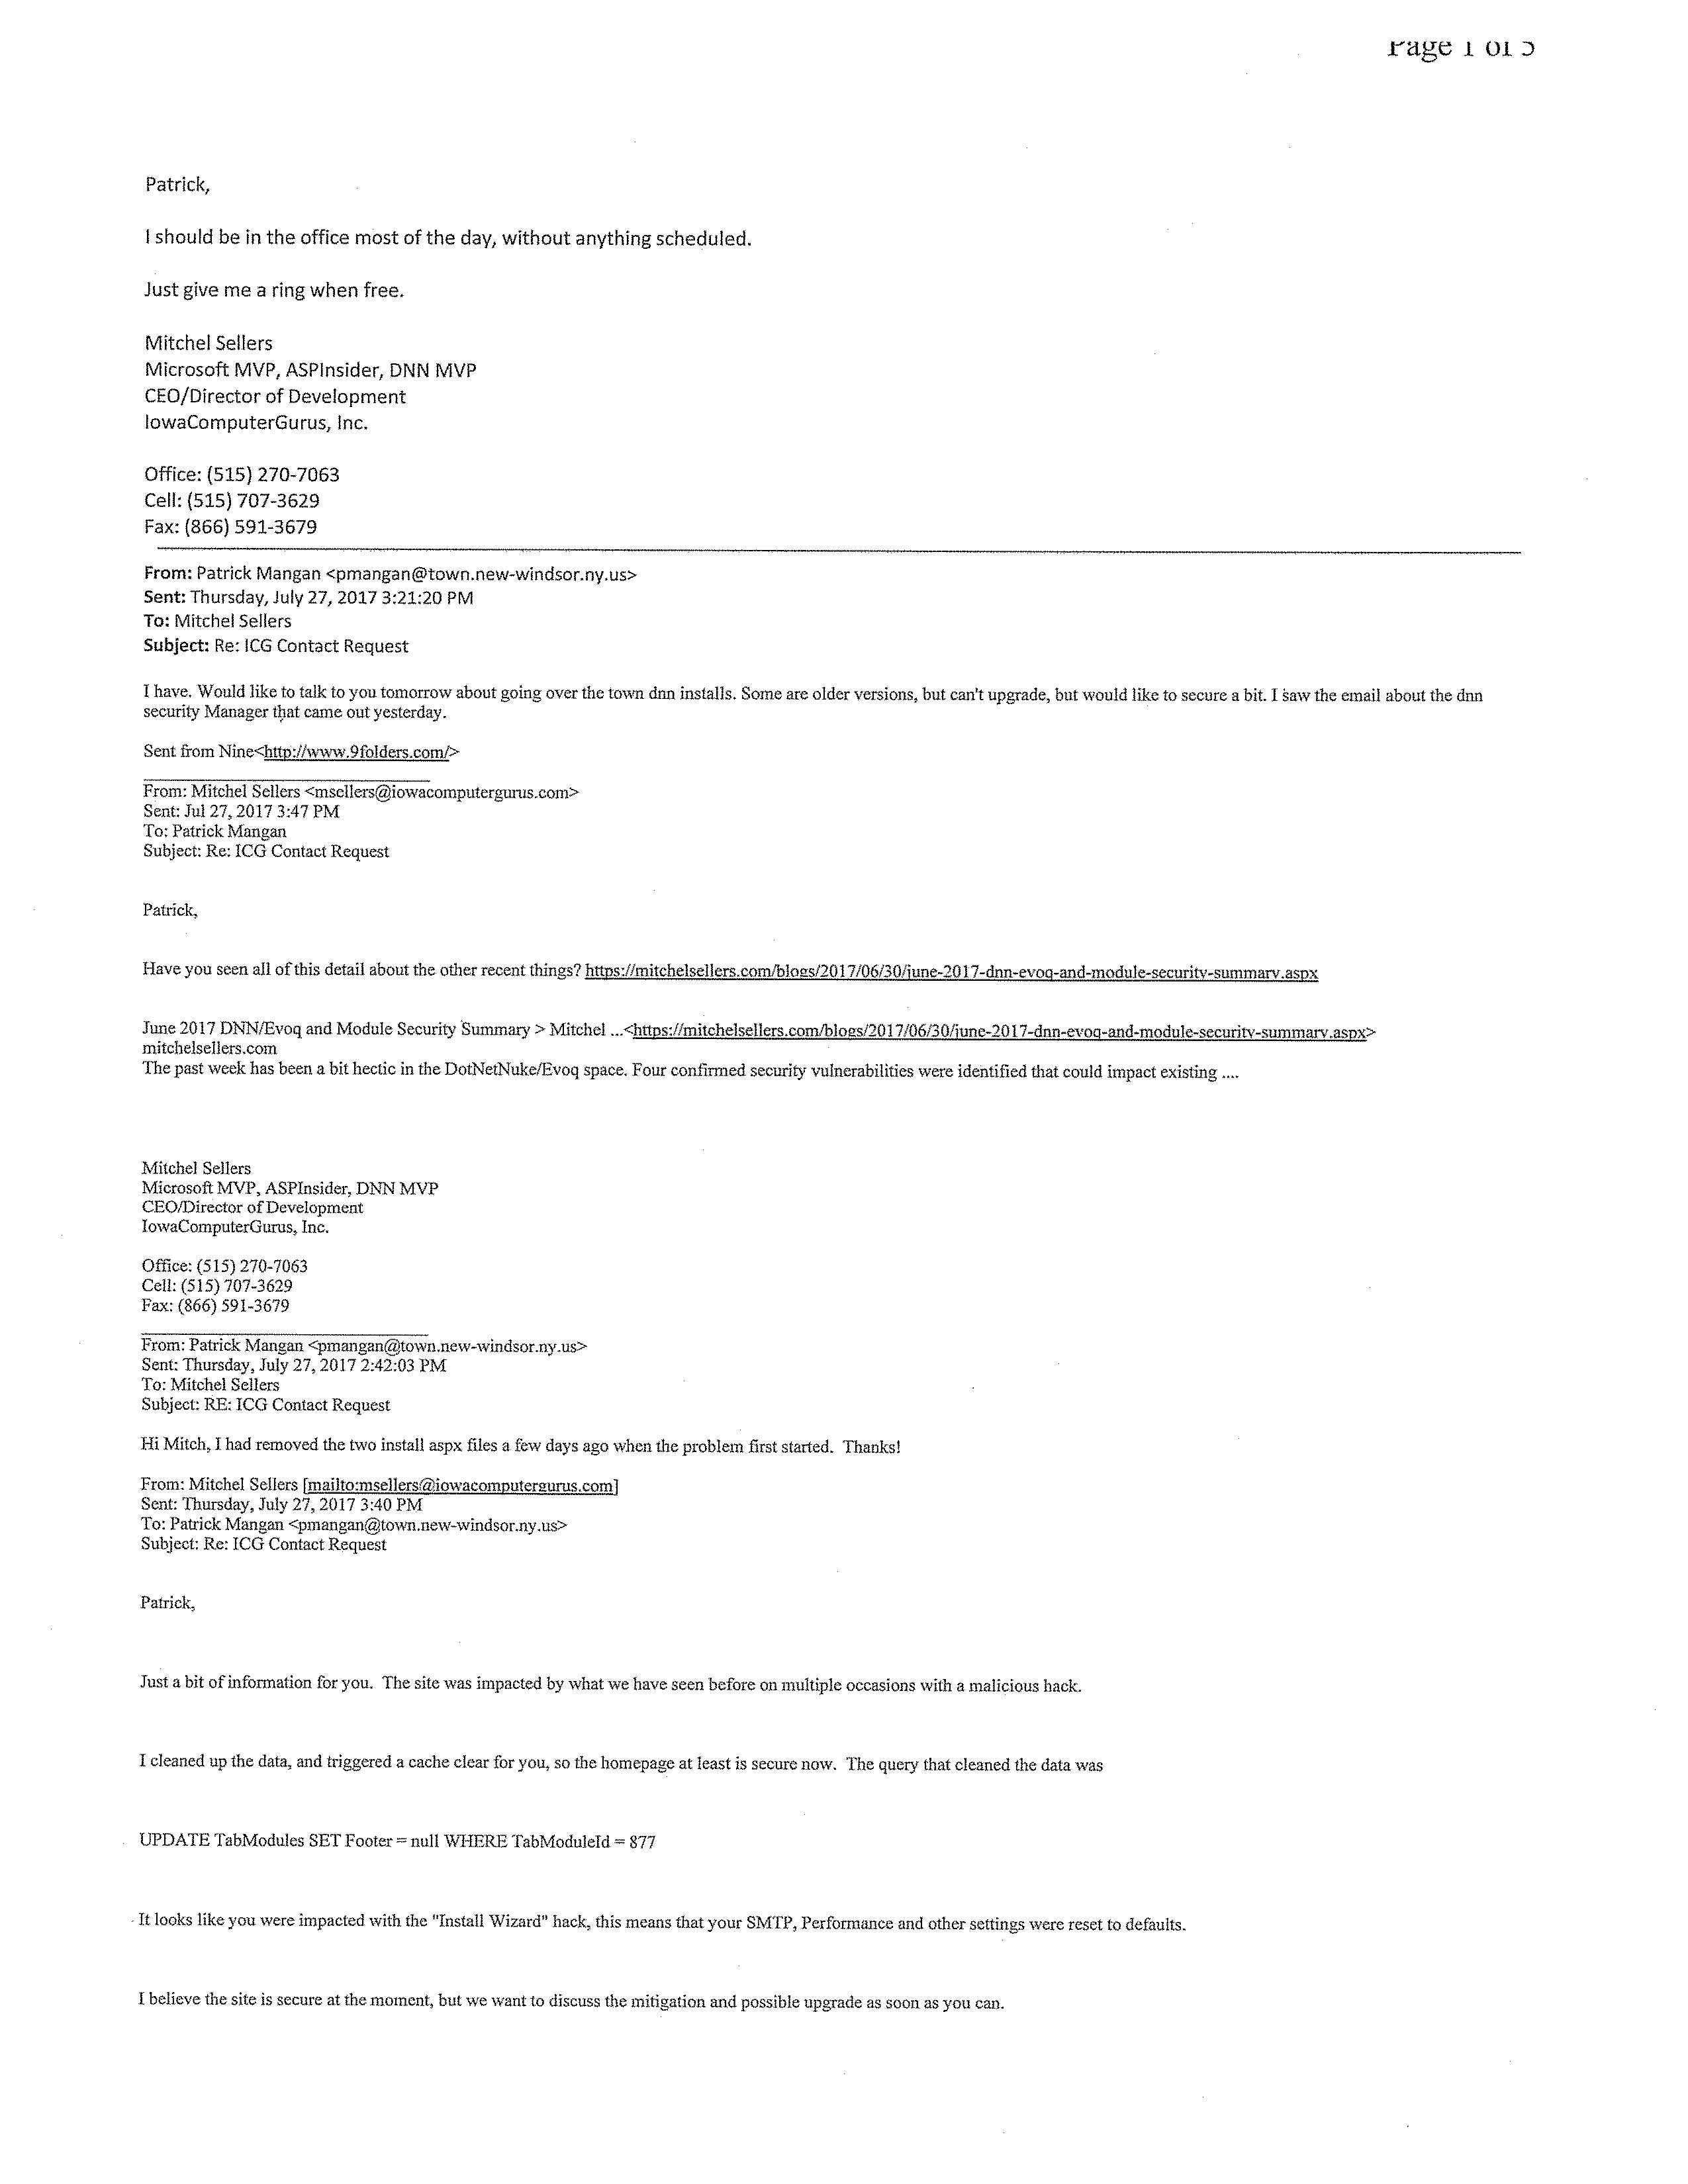 Page 1 of 5
Patrick,
I should be in the office most of the day, without anything scheduled.
Just give me a ring when free.
Mitchel Sellers
Microsoft MVP, ASPInsider, DNN MVP
CEO/Director of Development
IowaComputerGurus, Inc.
Office: (515) 270-7063
Cell: (515) 707-3629
Fax: (866) 591-3679
From: Patrick Mangan <pmangan@town.new-windsor.ny.us>
Sent: Thursday, July 27, 2017 3:21:20 PM
To: Mitchel Sellers
Subject: Re: ICG Contact Request
I have. Would like to talk to you tomorrow about going over the town dnn installs. Some are older versions, but can't upgrade, but would like to secure a bit. I saw the email about the dnn
security Manager that came out yesterday.
Sent from Nine<http://www.9folders.com/>
From: Mitchel Sellers <msellers@iowacomputergurus.com>
Sent: Jul 27, 2017 3:47 PM
To: Patrick Mangan
Subject: Re: ICG Contact Request
Patrick,
Have you seen all of this detail about the other recent things? https://mitchelsellers.com/blogs/2017/06/30/june-2017-dnn-evoq-and-module-security-summary.aspx
June 2017 DNN/Evoq and Module Security Summary > Mitchel ...<https://mitchelsellers.com/blogs/2017/06/30/june-2017-dnn-evoq-and-module-security-summary.aspx>
mitchelsellers.com
The past week has been a bit hectic in the DotNetNuke/Evoq space. Four confirmed security vulnerabilities were identified that could impact existing ....
Mitchel Sellers
Microsoft MVP, ASPInsider, DNN MVP
CEO/Director of Development
IowaComputerGurus, Inc.
Office: (515) 270-7063
Cell: (515) 707-3629
Fax: (866) 591-3679
From: Patrick Mangan <pmangan@town.new-windsor.ny.us>
Sent: Thursday, July 27, 2017 2:42:03 PM
To: Mitchel Sellers
Subject: RE: ICG Contact Request
Hi Mitch, I had removed the two install aspx files a few days ago when the problem first started.  Thanks!
From: Mitchel Sellers [mailto:msellers@iowacomputergurus.com]
Sent: Thursday, July 27, 2017 3:40 PM
To: Patrick Mangan <pmangan@town.new-windsor.ny.us>
Subject: Re: ICG Contact Request
Patrick,
Just a bit of information for you.  The site was impacted by what we have seen before on multiple occasions with a malicious hack.
I cleaned up the data, and triggered a cache clear for you, so the homepage at least is secure now.  The query that cleaned the data was
UPDATE TabModules SET Footer = null WHERE TabModuleId = 877
It looks like you were impacted with the "Install Wizard" hack, this means that your SMTP, Performance and other settings were reset to defaults.
I believe the site is secure at the moment, but we want to discuss the mitigation and possible upgrade as soon as you can.